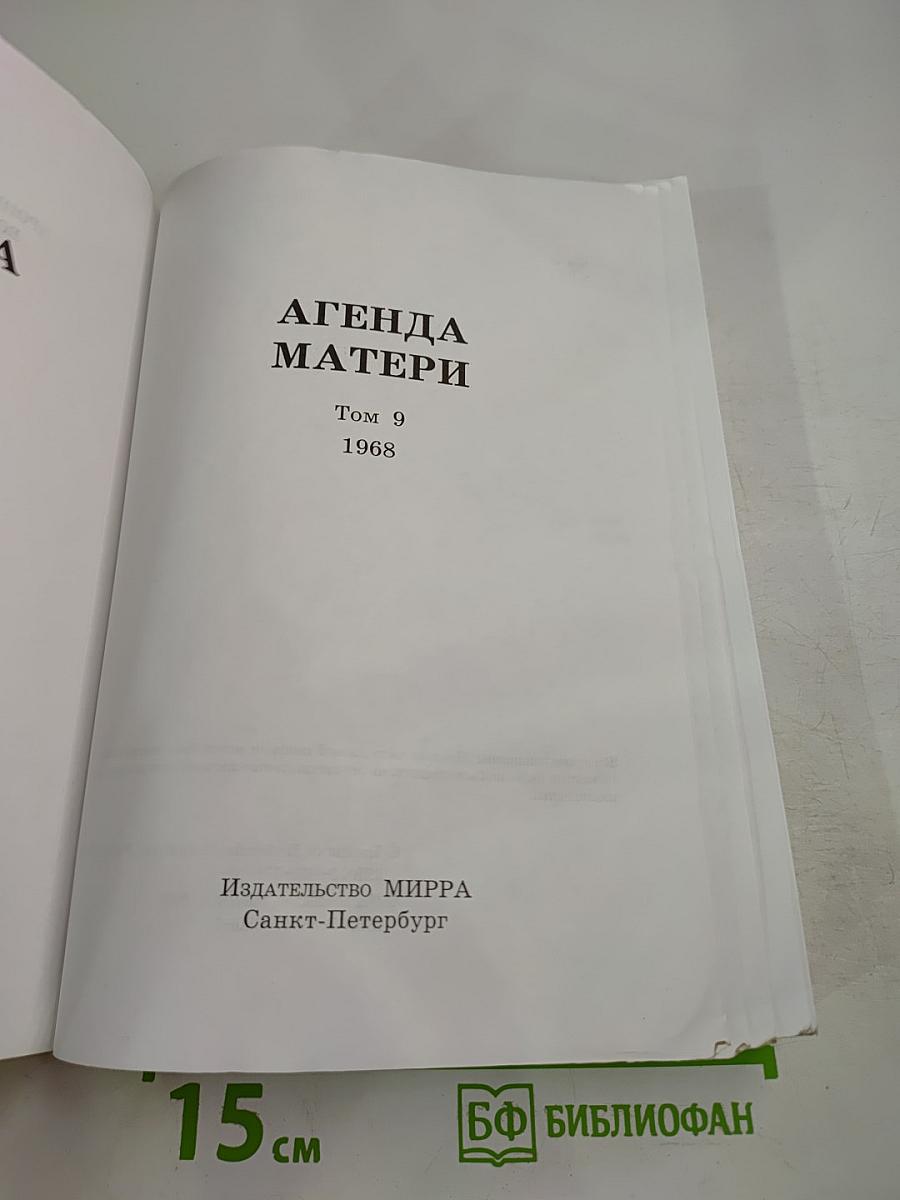 А
АГЕНДА
МАТЕРИ
Том 9
1968
Издательство МИРРА
Санкт-Петербург
15 см
БФ БИБЛИОФАН